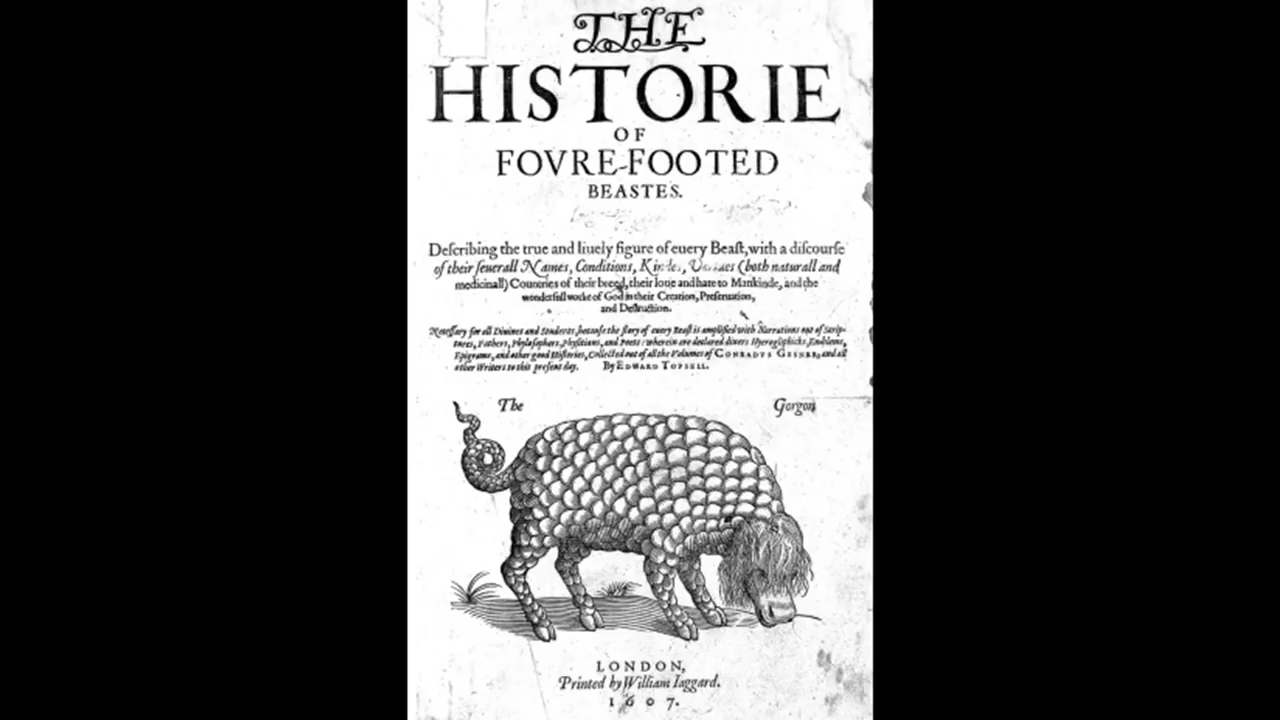 THE
HISTORIE
OF
FOVRE-FOOTED
BEASTES.
Deſcribing the true and liuely figure of euery Beaſt, with a diſcourſe
of their ſeuerall Names, Conditions, Kindes, Vertues (both naturall and
medicinall) Countries of their breed, their loue and hate to Mankinde, and the
wonderfull worke of God in their Creation, Preſeruation,
and Deſtruction.
Neceſſary for all Diuines and Students, becauſe the ſtory of euery Beaſt is amplified with Narrations out of Scrip-
tures, Fathers, Phyloſophers, Phyſitians, and Poets: wherein are declared diuers Hyerogliphicks, Emblems,
Epigrams, and other good Hiſtories, Collected out of all the Volumes of CONRADVS GESNER, and all
other Writers to this preſent day. By EDWARD TOPSELL.
The Gorgon
LONDON,
Printed by William Iaggard.
1607.